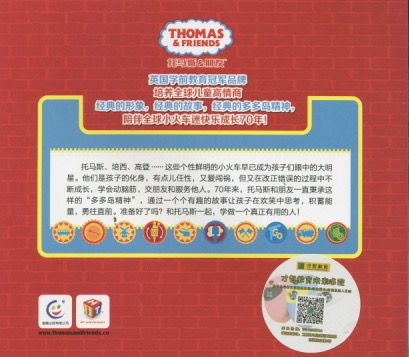 THOMAS
& FRIENDS
托马斯&朋友
英国学前教育冠军品牌
培养全球儿童高情商
经典的形象，经典的故事，经典的多多岛精神，
陪伴全球小火车迷快乐成长70年！
托马斯、培西、高登……这些个性鲜明的小火车早已成为孩子们眼中的大明
星。他们是孩子的化身，有点儿任性，又爱闯祸，但又在改正错误的过程中不
断成长，学会动脑筋、交朋友和服务他人。70年来，托马斯和朋友一直秉承这
样的“多多岛精神”，通过一个个有趣的故事让孩子在欢笑中思考，积蓄能
量，勇往直前。准备好了吗？和托马斯一起，学做一个真正有用的人！
www.thomasandfriends.com